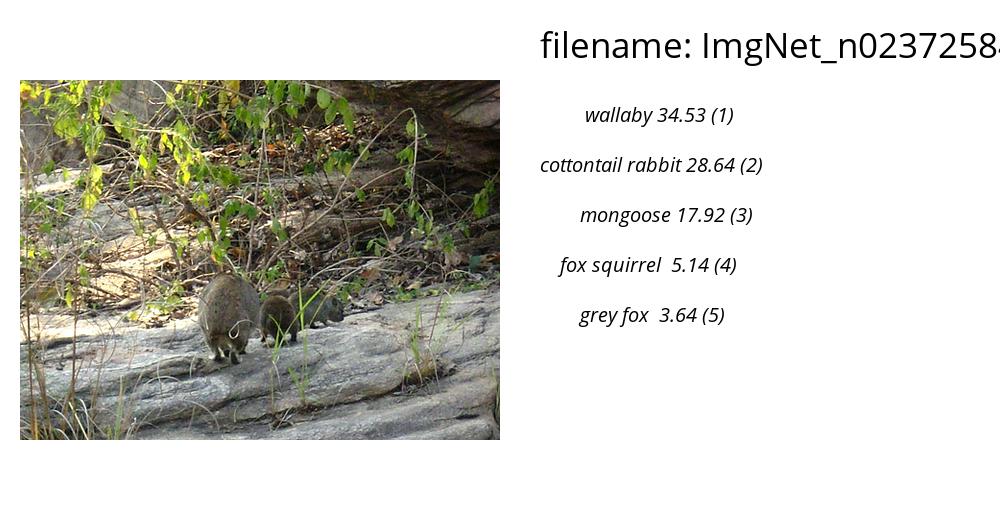 filename: ImgNet_n0237258
wallaby 34.53 (1)
cottontail rabbit 28.64 (2)
mongoose 17.92 (3)
fox squirrel 5.14 (4)
grey fox 3.64 (5)